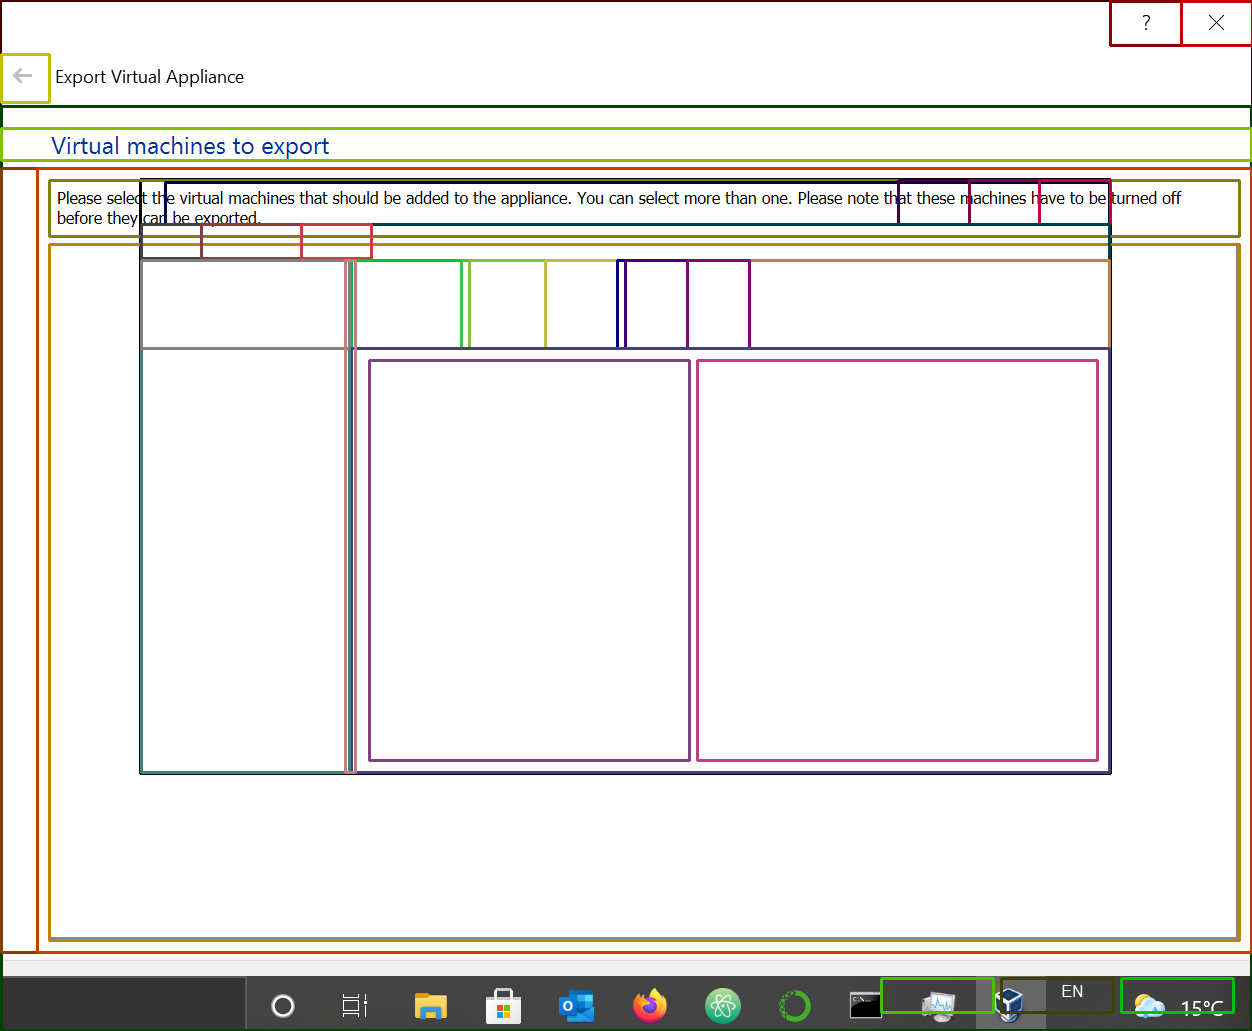 ?
Export Virtual Appliance
Virtual machines to export
Please select the virtual machines that should be added to the appliance. You can select more than one. Please note that these machines have to be turned off
before they can be exported.
EN
15°C